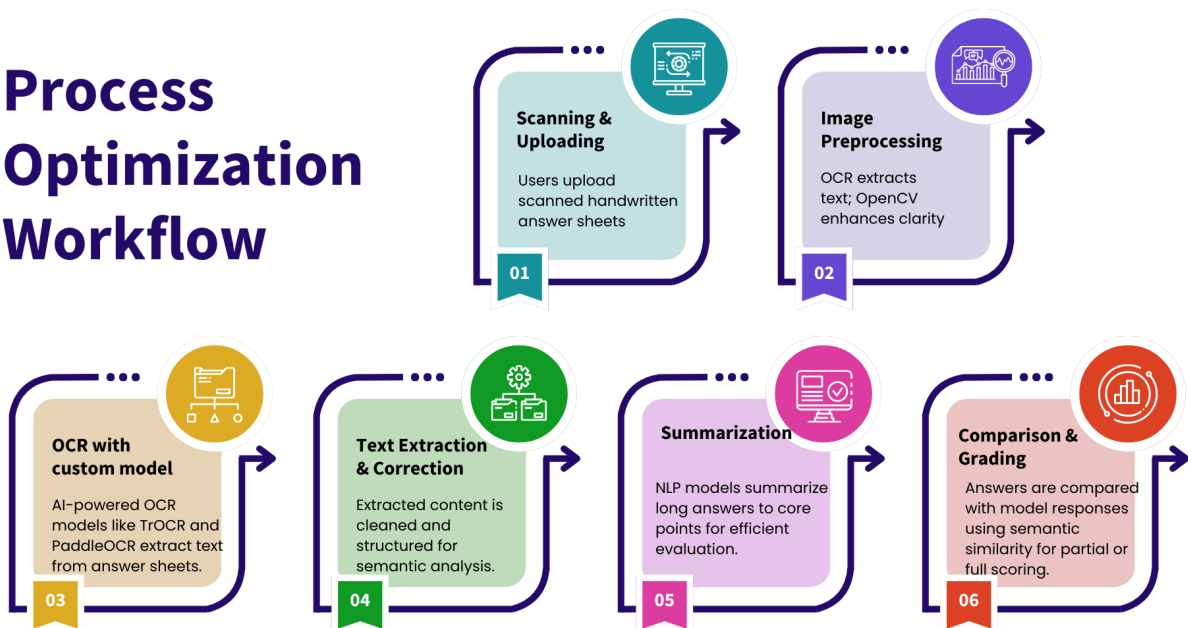 Process
Optimization
Workflow
Scanning &
Uploading
Users upload
scanned handwritten
answer sheets
01
Image
Preprocessing
OCR extracts
text; OpenCV
enhances clarity
02
OCR with
custom model
AI-powered OCR
models like TrOCR and
PaddleOCR extract text
from answer sheets.
03
Text Extraction
& Correction
Extracted content is
cleaned and
structured for
semantic analysis.
04
Summarization
NLP models summarize
long answers to core
points for efficient
evaluation.
05
Comparison &
Grading
Answers are compared
with model responses
using semantic
similarity for partial or
full scoring.
06